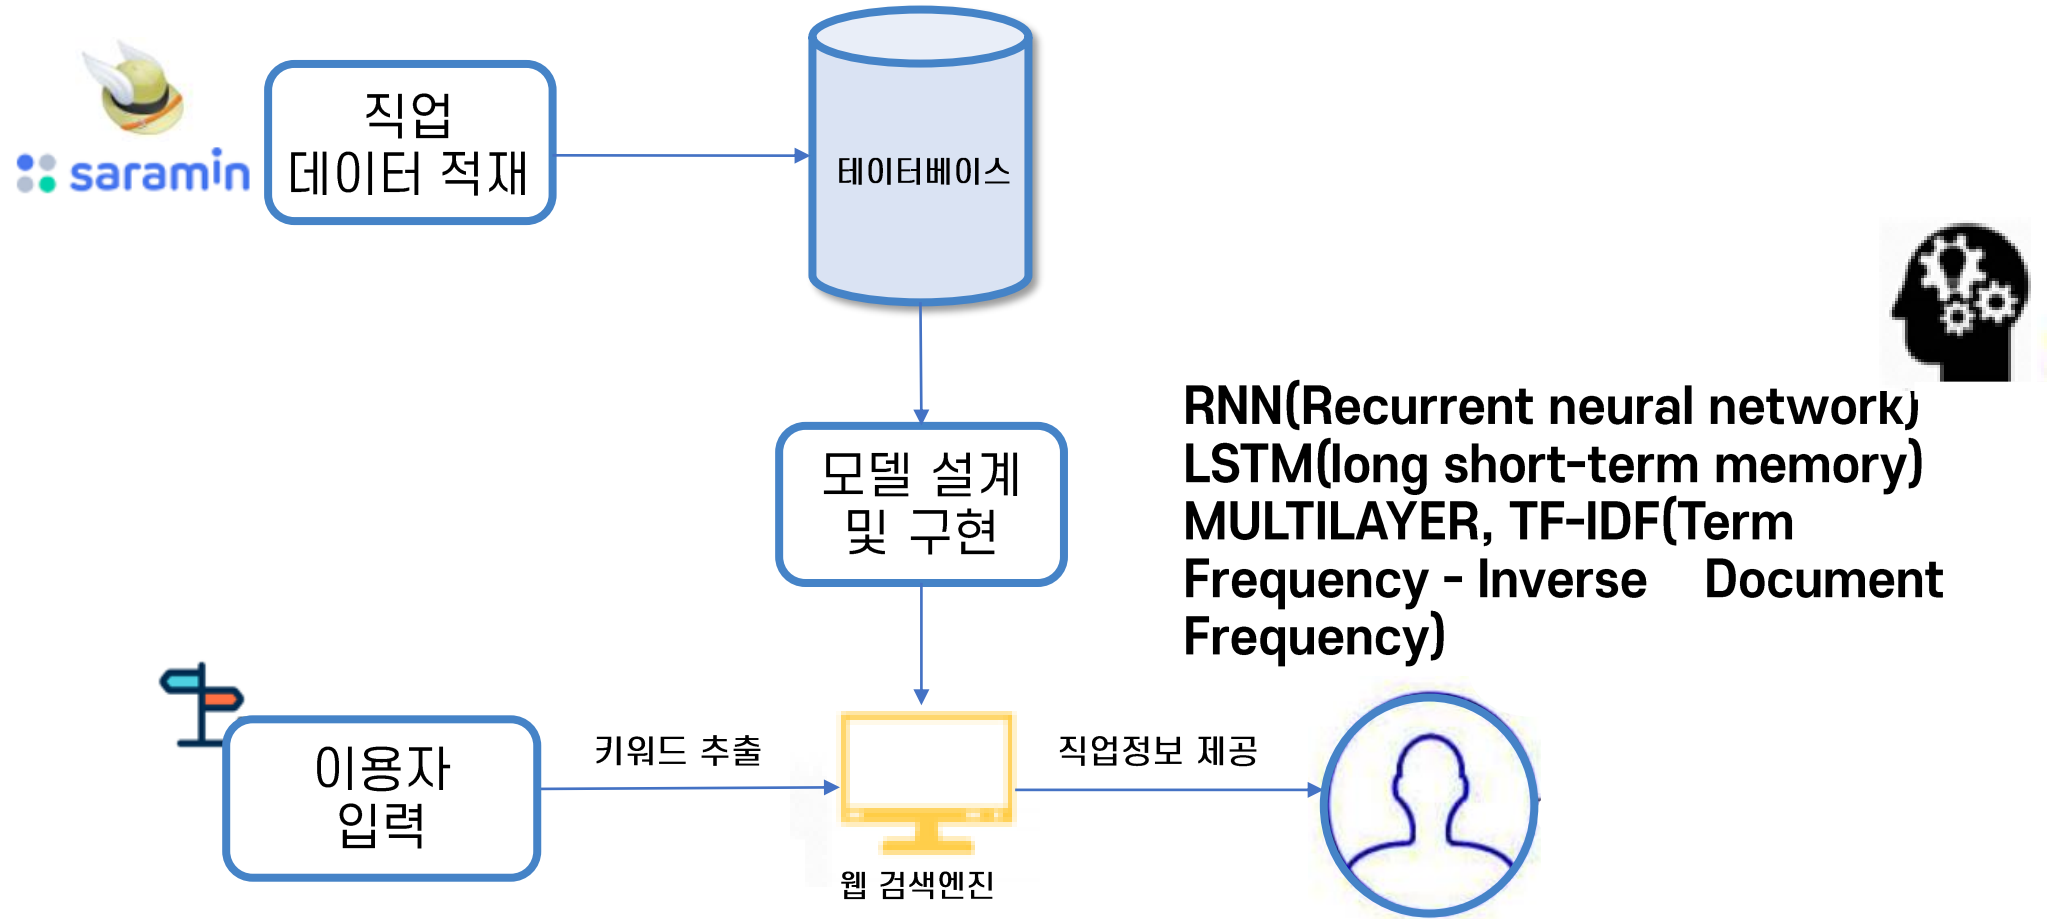 saramin
직업
데이터 적재
데이터베이스
RNN(Recurrent neural network)
LSTM(long short-term memory)
MULTILAYER, TF-IDF(Term
Frequency - Inverse Document
Frequency)
모델 설계
및 구현
이용자
입력
키워드 추출
직업정보 제공
웹 검색엔진